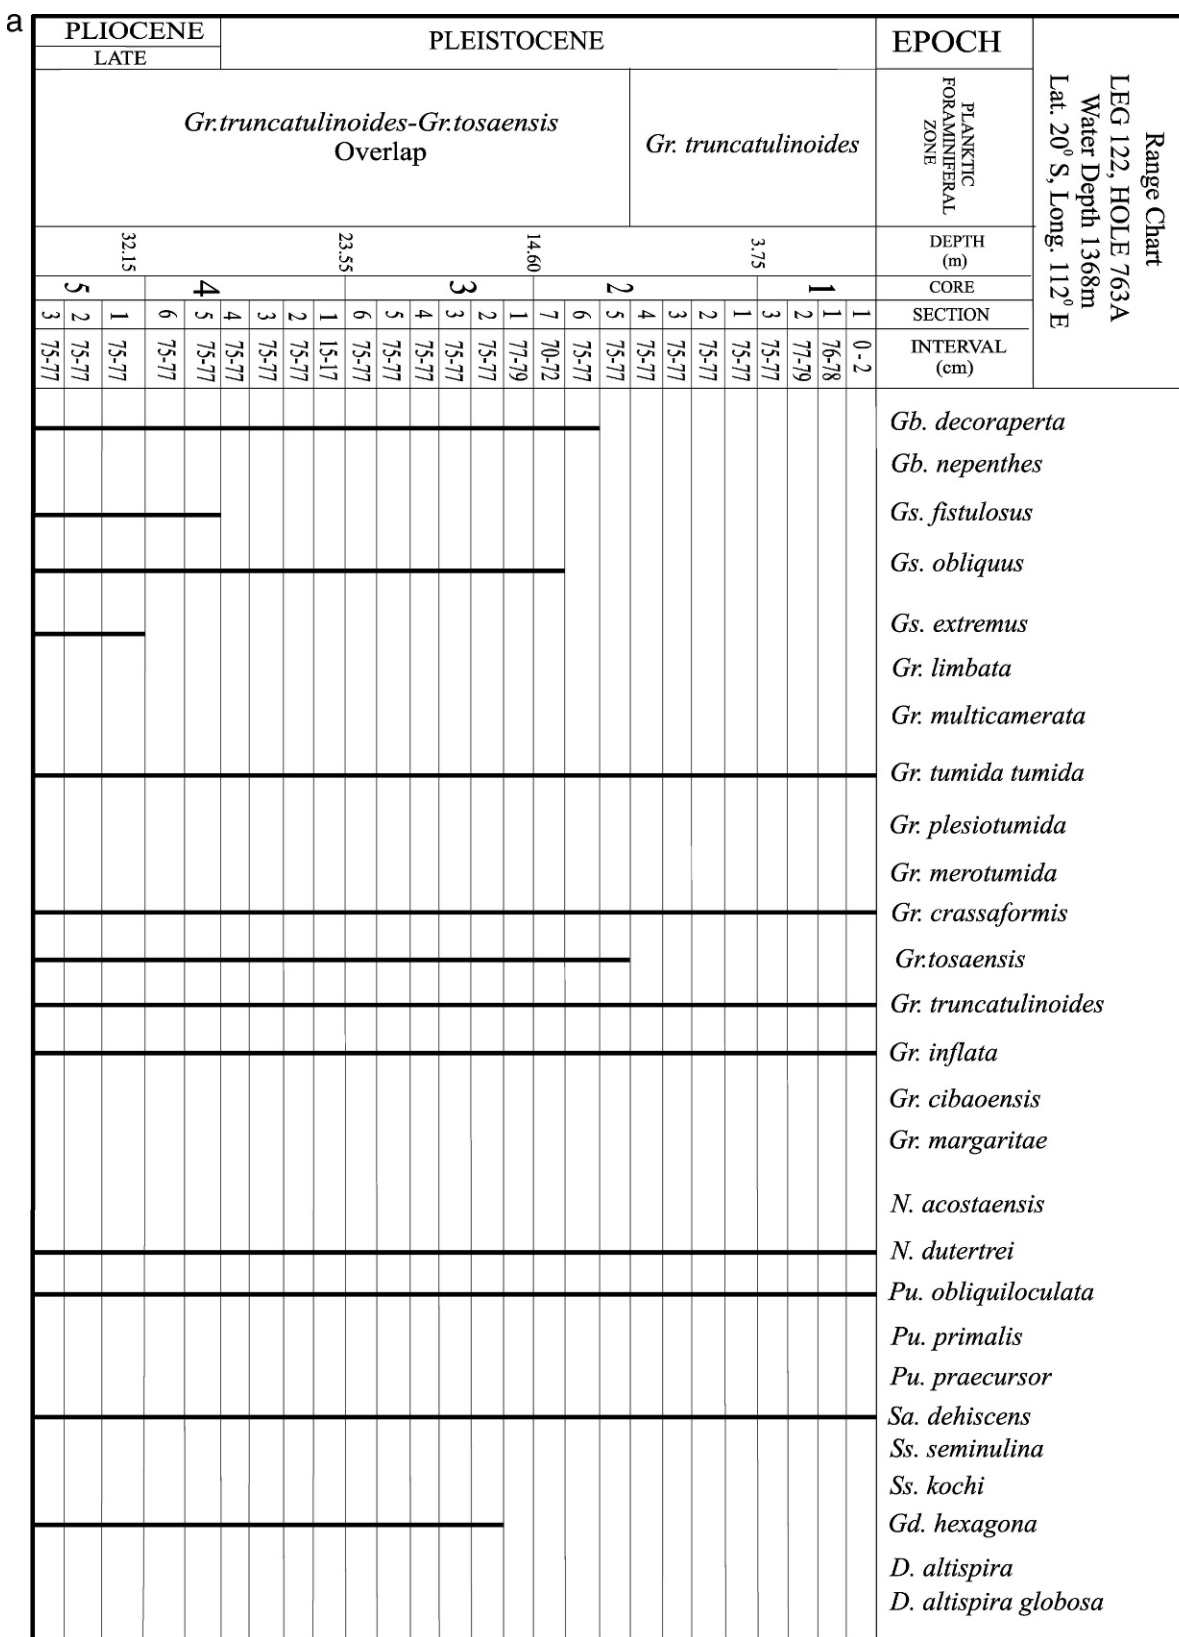 a
PLIOCENE
LATE
PLEISTOCENE
EPOCH
Range Chart
LEG 122, HOLE 763A
Water Depth 1368m
Lat. 20⁰ S, Long. 112⁰ E
Gr.truncatulinoides-Gr.tosaensis
Overlap
Gr. truncatulinoides
PLANKTIC
FORAMINIFERAL
ZONE
32.15 23.55 14.60 3.75
DEPTH
(m)
5 4 3 2 1
CORE
3 2 1 6 5 4 3 2 1 6 5 4 3 2 1 7 6 5 4 3 2 1 3 2 1 1
SECTION
75-77 75-77 75-77 75-77 75-77 75-77 75-77 75-77 15-17 75-77 75-77 75-77 75-77 75-77 77-79 70-72 75-77 75-77 75-77 75-77 75-77 75-77 75-77 77-79 76-78 0 - 2
INTERVAL
(cm)
Gb. decoraperta
Gb. nepenthes
Gs. fistulosus
Gs. obliquus
Gs. extremus
Gr. limbata
Gr. multicamerata
Gr. tumida tumida
Gr. plesiotumida
Gr. merotumida
Gr. crassaformis
Gr.tosaensis
Gr. truncatulinoides
Gr. inflata
Gr. cibaoensis
Gr. margaritae
N. acostaensis
N. dutertrei
Pu. obliquiloculata
Pu. primalis
Pu. praecursor
Sa. dehiscens
Ss. seminulina
Ss. kochi
Gd. hexagona
D. altispira
D. altispira globosa